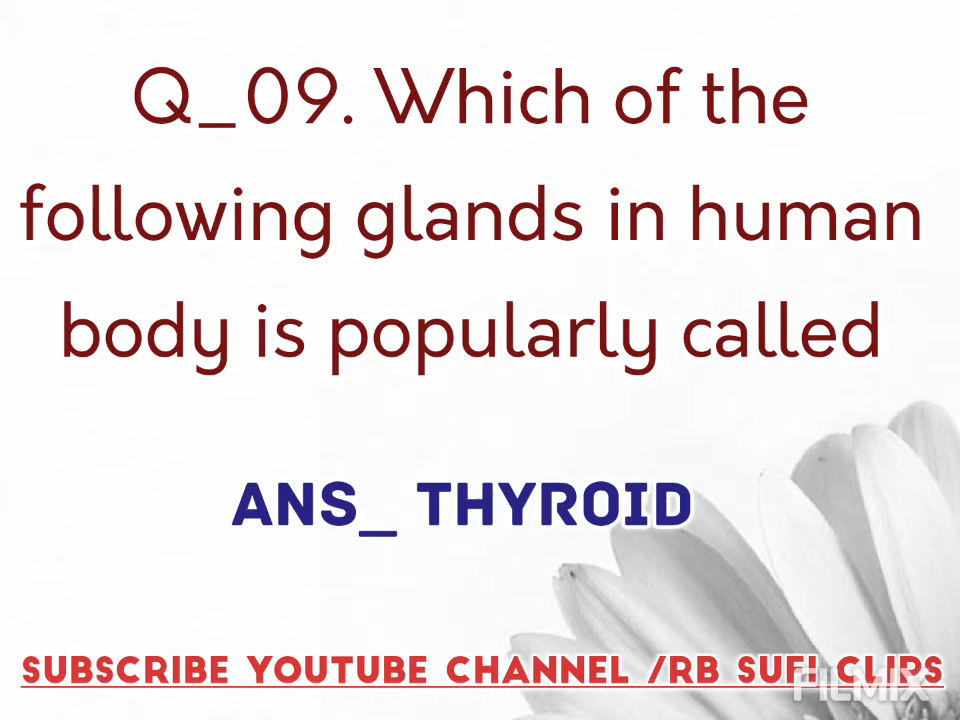 Q_09. Which of the
following glands in human
body is popularly called
ANS_ THYROID
SUBSCRIBE YOUTUBE CHANNEL /RB SUFI CLIPS
FILMIX